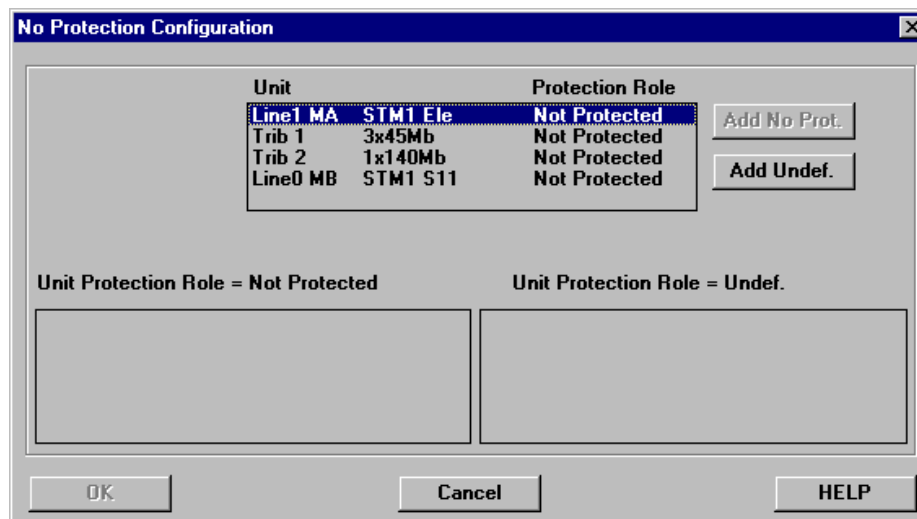 No Protection Configuration
Unit Protection Role
Line1 MA STM1 Ele Not Protected
Trib 1 3x45Mb Not Protected
Trib 2 1x140Mb Not Protected
Line0 MB STM1 S11 Not Protected
Add No Prot.
Add Undef.
Unit Protection Role = Not Protected
Unit Protection Role = Undef.
OK Cancel HELP